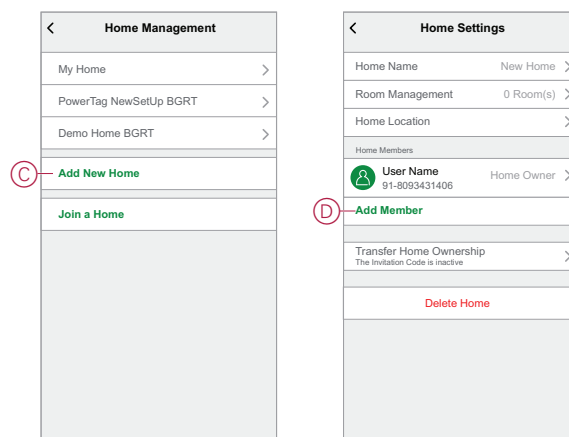 Home Management
My Home
PowerTag NewSetUp BGRT
Demo Home BGRT
C
Add New Home
Join a Home
Home Settings
Home Name New Home
Room Management 0 Room(s)
Home Location
Home Members
User Name
91-8093431406
Home Owner
D
Add Member
Transfer Home Ownership
The Invitation Code is inactive
Delete Home